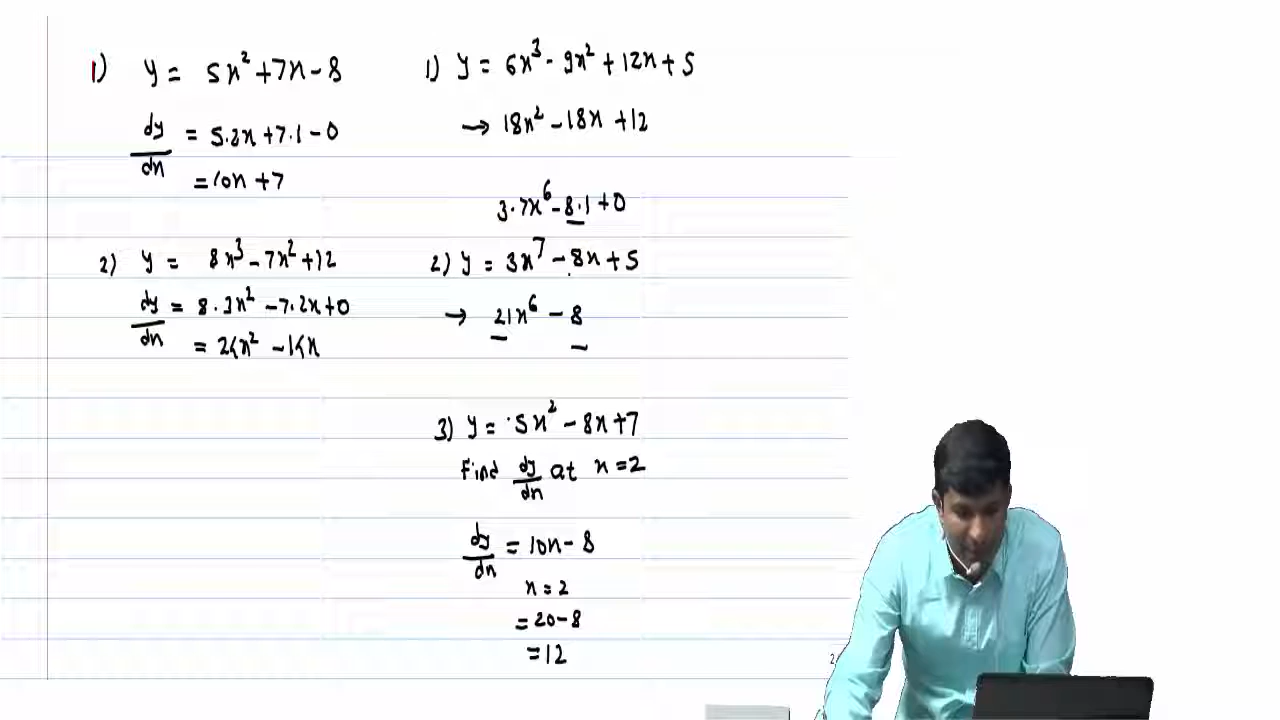 1) y = 5x² + 7x - 8
dy/dx = 5.2x + 7.1 - 0
= 10x + 7
2) y = 8x³ - 7x² + 12
dy/dx = 8.3x² - 7.2x + 0
= 24x² - 14x
1) y = 6x³ - 9x² + 12x + 5
→ 18x² - 18x + 12
3.7x⁶ - 8.1 + 0
2) y = 3x⁷ - 8x + 5
→ 21x⁶ - 8
3) y = 5x² - 8x + 7
Find dy/dx at x = 2
dy/dx = 10x - 8
x = 2
= 20 - 8
= 12